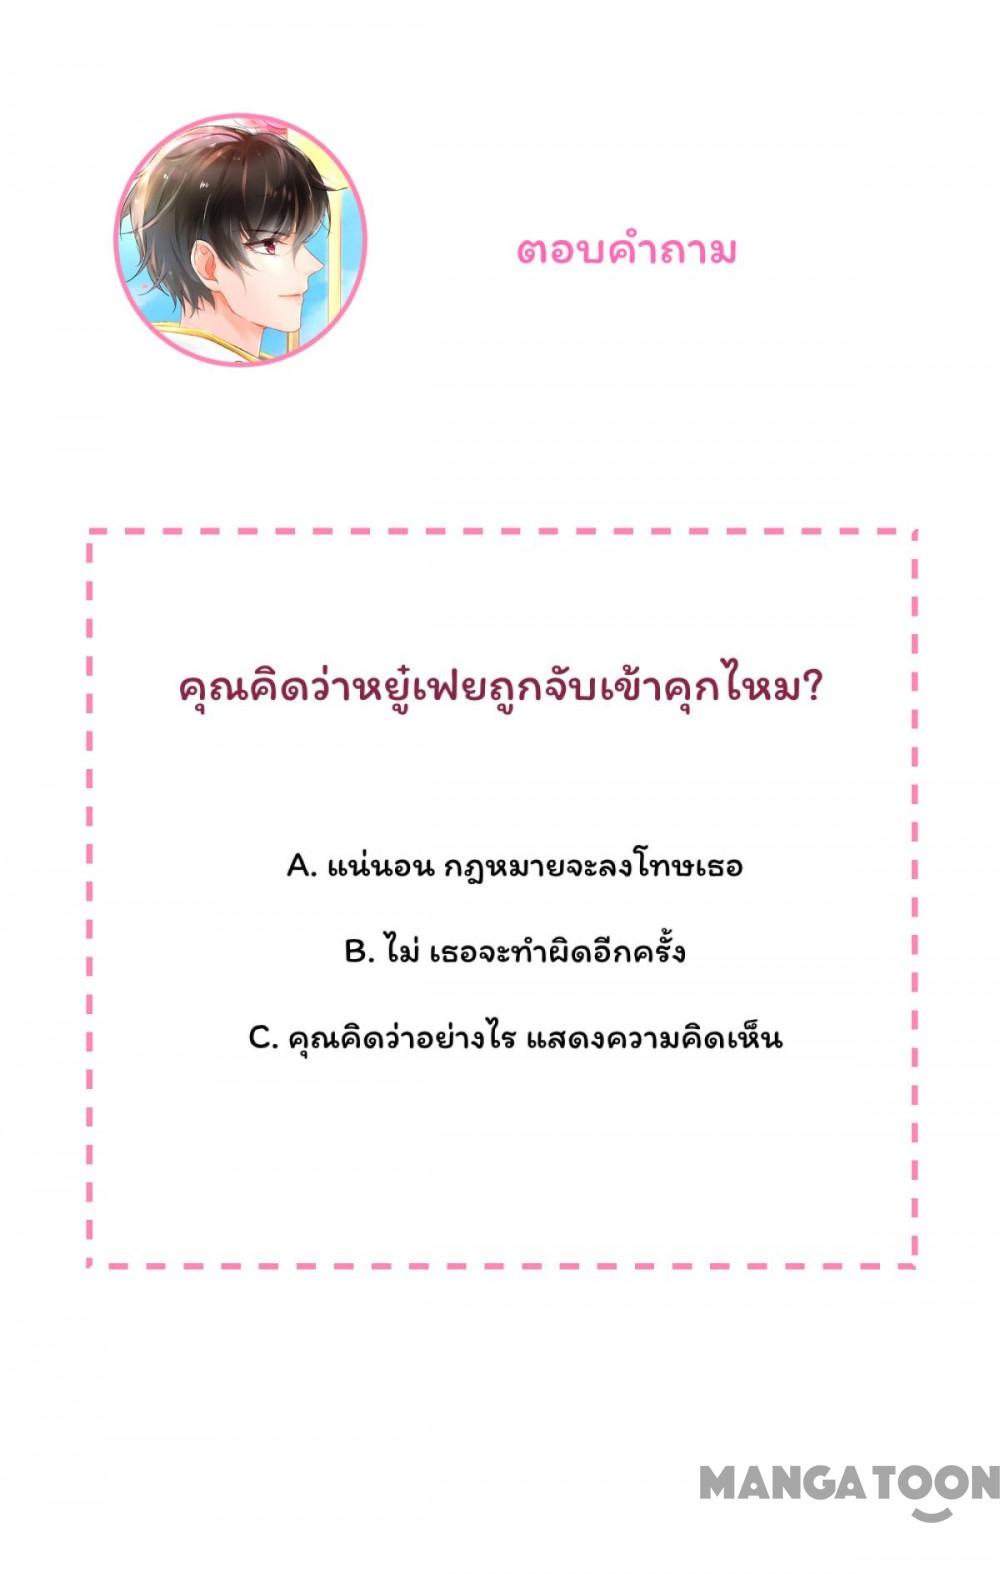 ตอบคำถาม
คุณคิดว่าหยู๋เฟยถูกจับเข้าคุกไหม?
A. แน่นอน กฎหมายจะลงโทษเธอ
B. ไม่ เธอจะทำผิดอีกครั้ง
C. คุณคิดว่าอย่างไร แสดงความคิดเห็น
MANGATOON